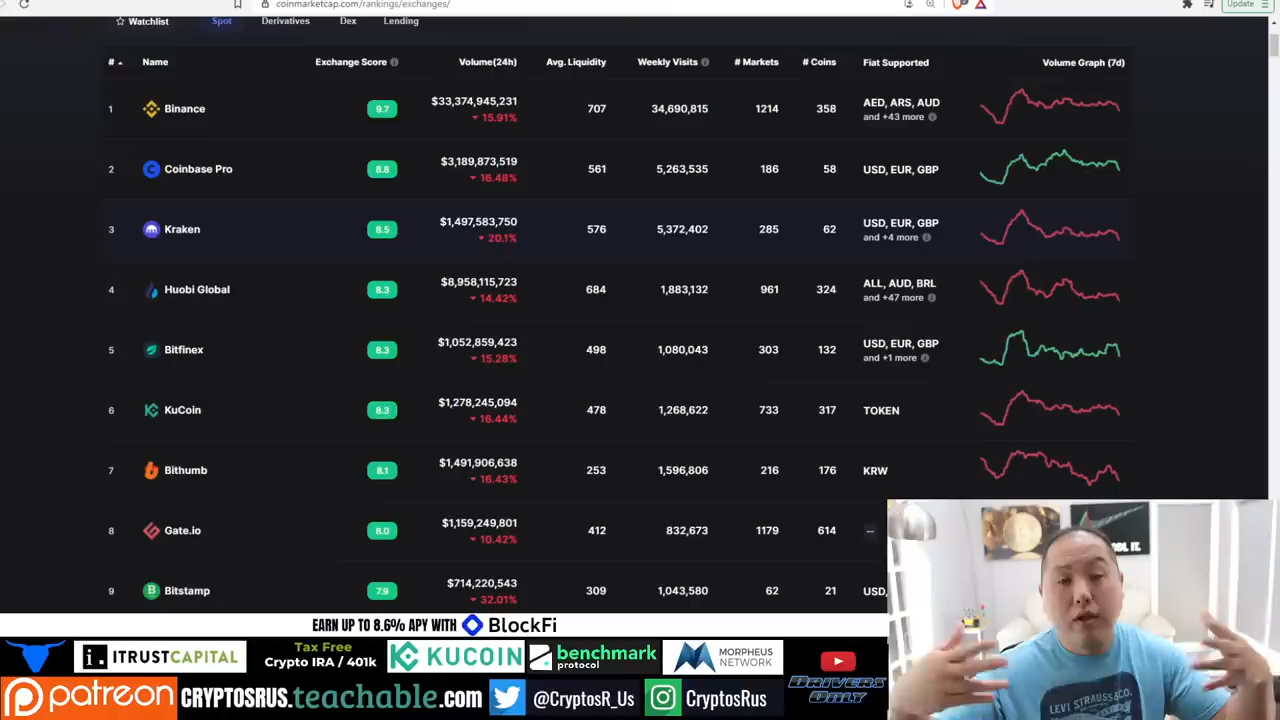 coinmarketcap.com/rankings/exchanges/
Update
Watchlist Spot Derivatives Dex Lending
# Name Exchange Score Volume(24h) Avg. Liquidity Weekly Visits # Markets # Coins Fiat Supported Volume Graph (7d)
1 Binance 9.7 $33,374,945,231 707 34,690,815 1214 358 AED, ARS, AUD
15.91% and +43 more
2 Coinbase Pro 8.8 $3,189,873,519 561 5,263,535 186 58 USD, EUR, GBP
16.48%
3 Kraken 8.5 $1,497,583,750 576 5,372,402 285 62 USD, EUR, GBP
20.1% and +4 more
4 Huobi Global 8.3 $8,958,115,723 684 1,883,132 961 324 ALL, AUD, BRL
14.42% and +47 more
5 Bitfinex 8.3 $1,052,859,423 498 1,080,043 303 132 USD, EUR, GBP
15.28% and +1 more
6 KuCoin 8.3 $1,278,245,094 478 1,268,622 733 317 TOKEN
16.44%
7 Bithumb 8.1 $1,491,906,638 253 1,596,806 216 176 KRW
16.43%
8 Gate.io 8.0 $1,159,249,801 412 832,673 1179 614 --
10.42%
9 Bitstamp 7.9 $714,220,543 309 1,043,580 62 21 USD,
32.01%
LEVI STRAUSS & CO.
EARN UP TO 8.6% APY WITH BlockFi
i. ITRUSTCAPITAL
Tax Free
Crypto IRA / 401k
KUCOIN
benchmark
protocol
MORPHEUS
NETWORK
DRIVERS
ONLY
patreon CRYPTOSRUS.teachable.com @CryptosR_Us CryptosRus